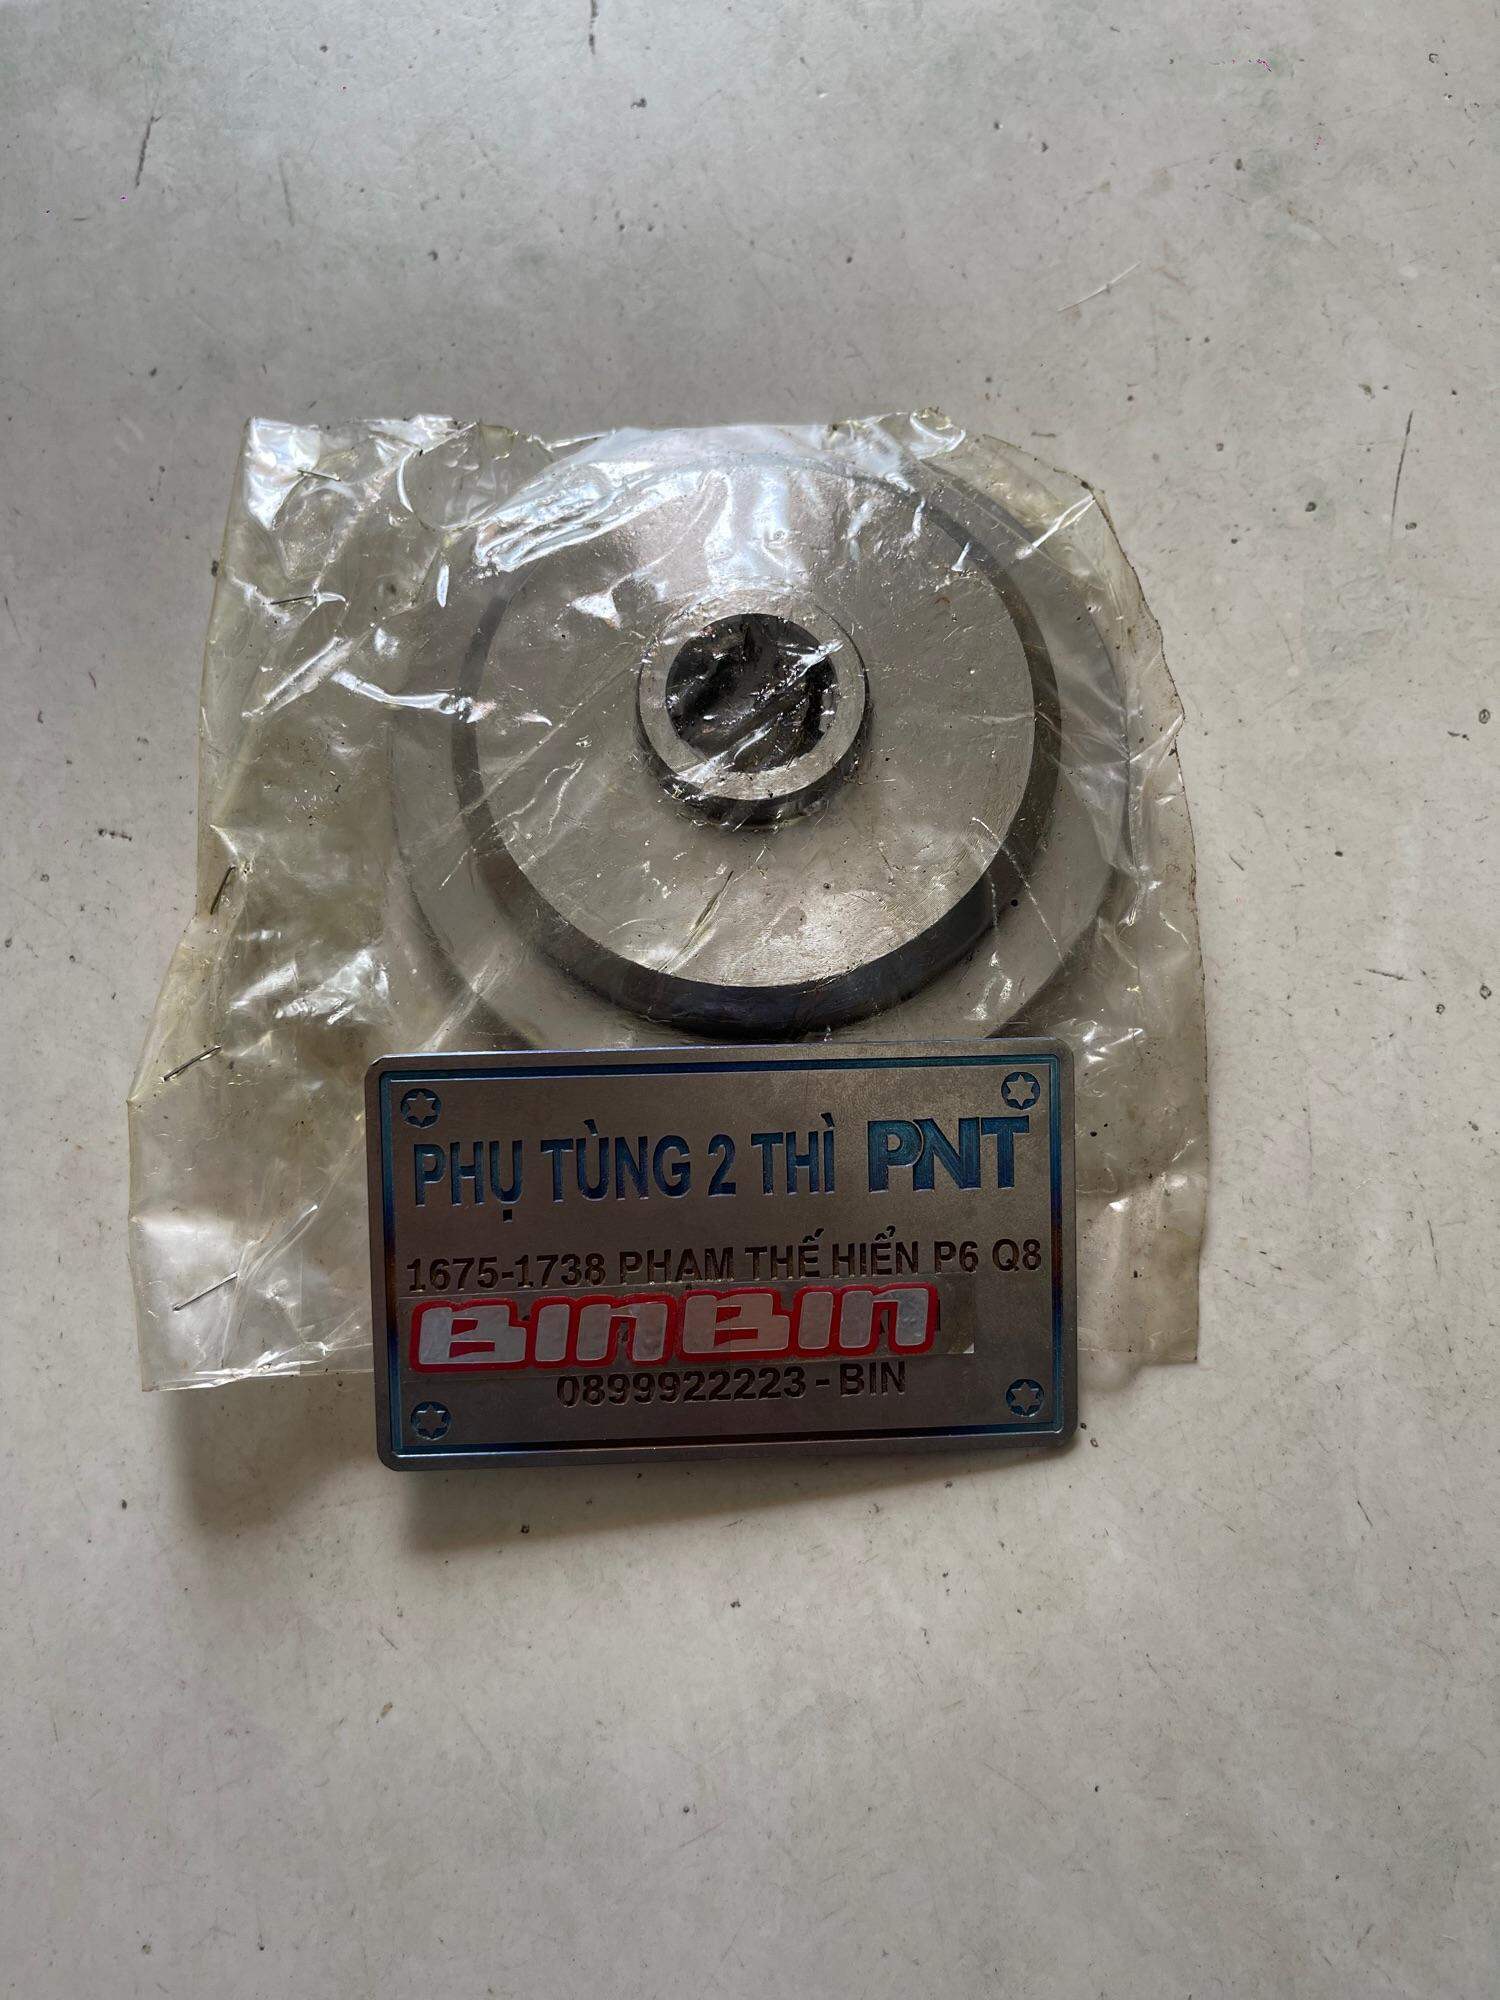 PHỤ TÙNG 2 THÌ PNT
1675-1738 PHẠM THẾ HIỂN P6 Q8
BINBIN
0899922223 - BIN